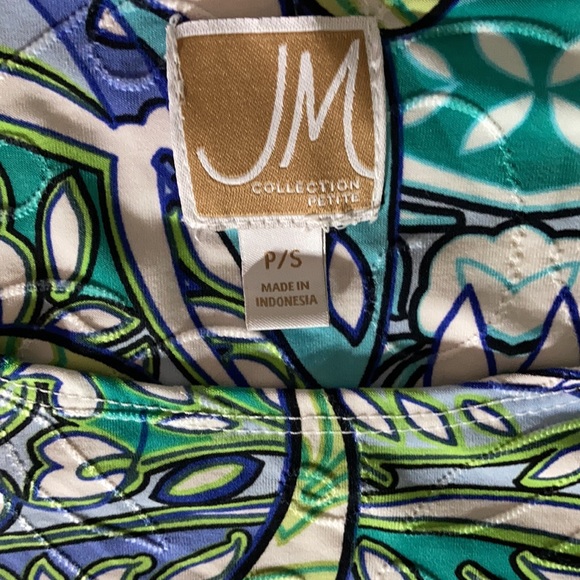 JM
COLLECTION
PETITE
P/S
MADE IN
INDONESIA